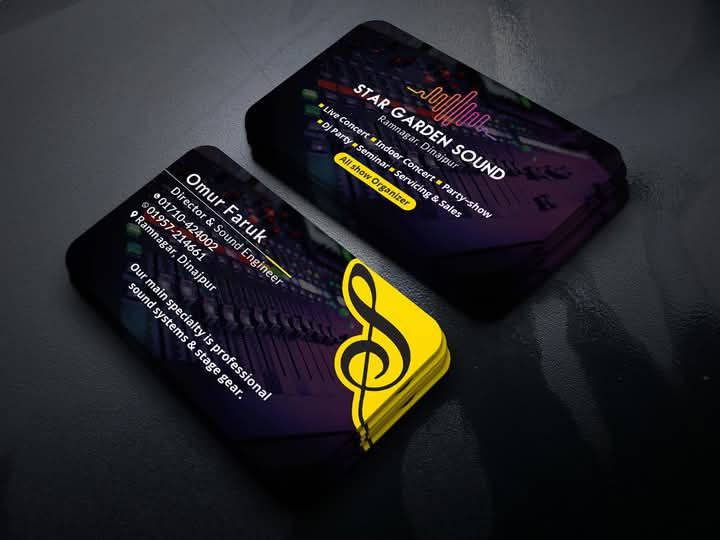 STAR GARDEN SOUND
Ramnagar, Dinajpur
Live Concert Indoor Concert Party-show
Dj Party Seminar Servicing & Sales
All show Organizer
Omur Faruk
Director & Sound Engineer
01710-424002
01957-214661
Ramnagar, Dinajpur
Our main specialty is professional
sound systems & stage gear.